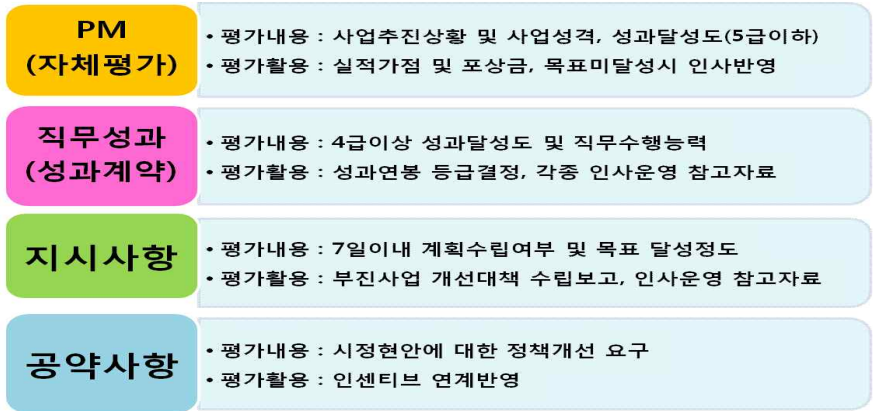 PM
(자체평가)
• 평가내용 : 사업추진상황 및 사업성격, 성과달성도(5급이하)
• 평가활용 : 실적가점 및 포상금, 목표미달성시 인사반영
직무성과
(성과계약)
• 평가내용 : 4급이상 성과달성도 및 직무수행능력
• 평가활용 : 성과연봉 등급결정, 각종 인사운영 참고자료
지시사항
• 평가내용 : 7일이내 계획수립여부 및 목표 달성정도
• 평가활용 : 부진사업 개선대책 수립보고, 인사운영 참고자료
공약사항
• 평가내용 : 시정현안에 대한 정책개선 요구
• 평가활용 : 인센티브 연계반영